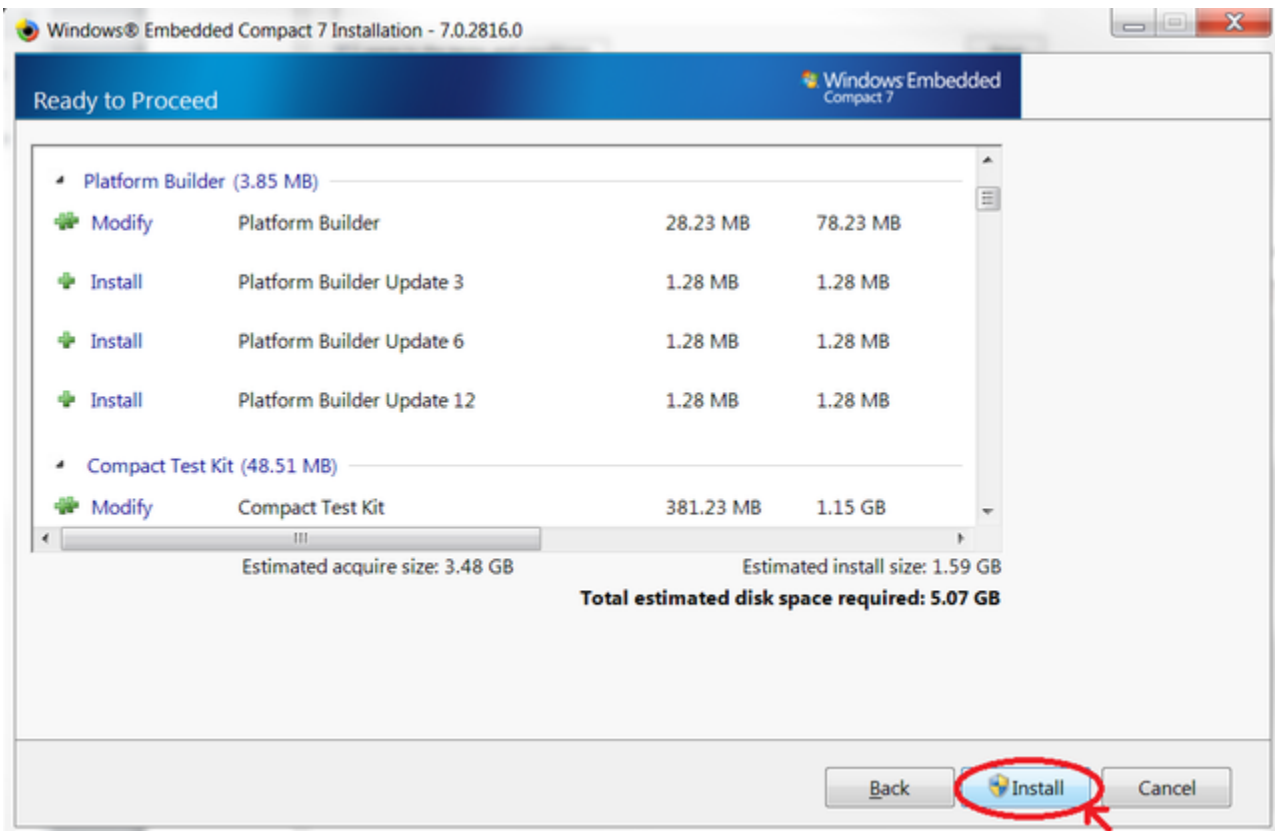 Windows® Embedded Compact 7 Installation - 7.0.2816.0
Ready to Proceed
Windows Embedded
Compact 7
Platform Builder (3.85 MB)
Modify Platform Builder 28.23 MB 78.23 MB
Install Platform Builder Update 3 1.28 MB 1.28 MB
Install Platform Builder Update 6 1.28 MB 1.28 MB
Install Platform Builder Update 12 1.28 MB 1.28 MB
Compact Test Kit (48.51 MB)
Modify Compact Test Kit 381.23 MB 1.15 GB
Estimated acquire size: 3.48 GB Estimated install size: 1.59 GB
Total estimated disk space required: 5.07 GB
Back Install Cancel